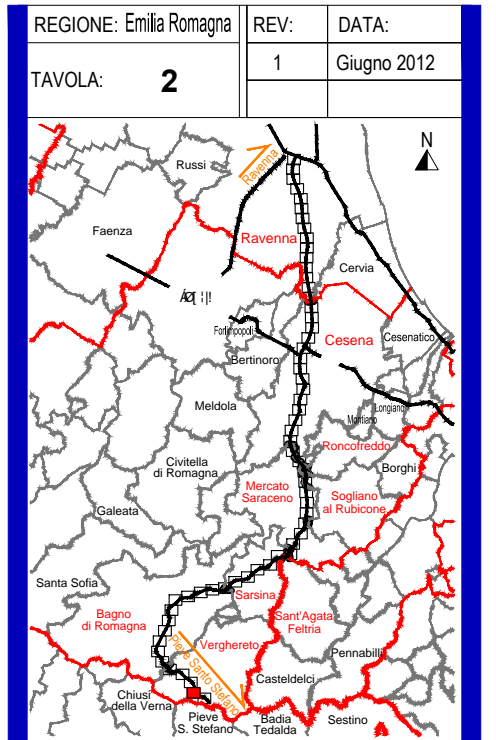 REGIONE: Emilia Romagna
REV:
DATA:
TAVOLA: 2
1
Giugno 2012
N
Russi
Ravenna
Faenza
Ravenna
Cervia
Cesena
Cesenatico
Forlimpopoli
Bertinoro
Longiano
Meldola
Montiano
Roncofreddo
Civitella
di Romagna
Borghi
Mercato
Saraceno
Sogliano
al Rubicone
Galeata
Santa Sofia
Sarsina
Bagno
di Romagna
Sant'Agata
Feltria
Verghereto
Pieve Santo Stefano
Pennabilli
Casteldelci
Chiusi
della Verna
Pieve
S. Stefano
Badia
Tedalda
Sestino